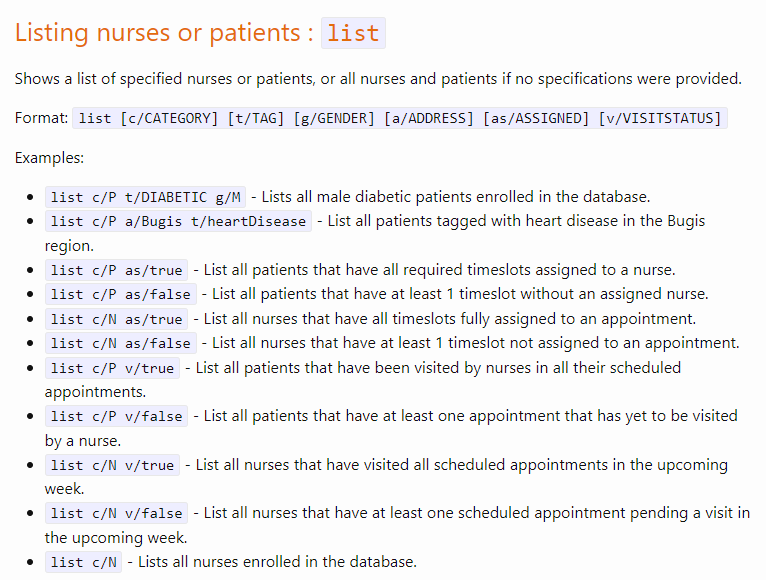 Listing nurses or patients : list
Shows a list of specified nurses or patients, or all nurses and patients if no specifications were provided.
Format: list [c/CATEGORY] [t/TAG] [g/GENDER] [a/ADDRESS] [as/ASSIGNED] [v/VISITSTATUS]
Examples:
• list c/P t/DIABETIC g/M - Lists all male diabetic patients enrolled in the database.
• list c/P a/Bugis t/heartDisease - List all patients tagged with heart disease in the Bugis
region.
• list c/P as/true - List all patients that have all required timeslots assigned to a nurse.
• list c/P as/false - List all patients that have at least 1 timeslot without an assigned nurse.
• list c/N as/true - List all nurses that have all timeslots fully assigned to an appointment.
• list c/N as/false - List all nurses that have at least 1 timeslot not assigned to an appointment.
• list c/P v/true - List all patients that have been visited by nurses in all their scheduled
appointments.
• list c/P v/false - List all patients that have at least one appointment that has yet to be visited
by a nurse.
• list c/N v/true - List all nurses that have visited all scheduled appointments in the upcoming
week.
• list c/N v/false - List all nurses that have at least one scheduled appointment pending a visit in
the upcoming week.
• list c/N - Lists all nurses enrolled in the database.